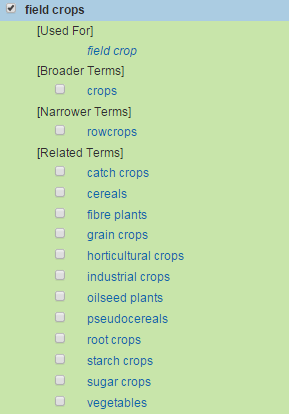 field crops
[Used For]
field crop
[Broader Terms]
crops
[Narrower Terms]
rowcrops
[Related Terms]
catch crops
cereals
fibre plants
grain crops
horticultural crops
industrial crops
oilseed plants
pseudocereals
root crops
starch crops
sugar crops
vegetables